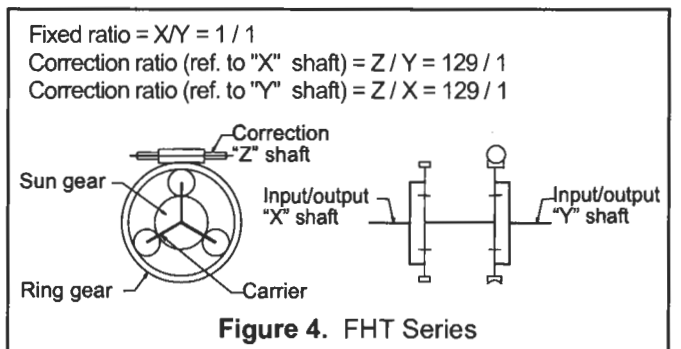 Fixed ratio = X/Y = 1 / 1
Correction ratio (ref. to "X" shaft) = Z / Y = 129 / 1
Correction ratio (ref. to "Y" shaft) = Z / X = 129 / 1
Correction
"Z" shaft
Sun gear
Input/output
"X" shaft
Input/output
"Y" shaft
Ring gear
Carrier
Figure 4. FHT Series